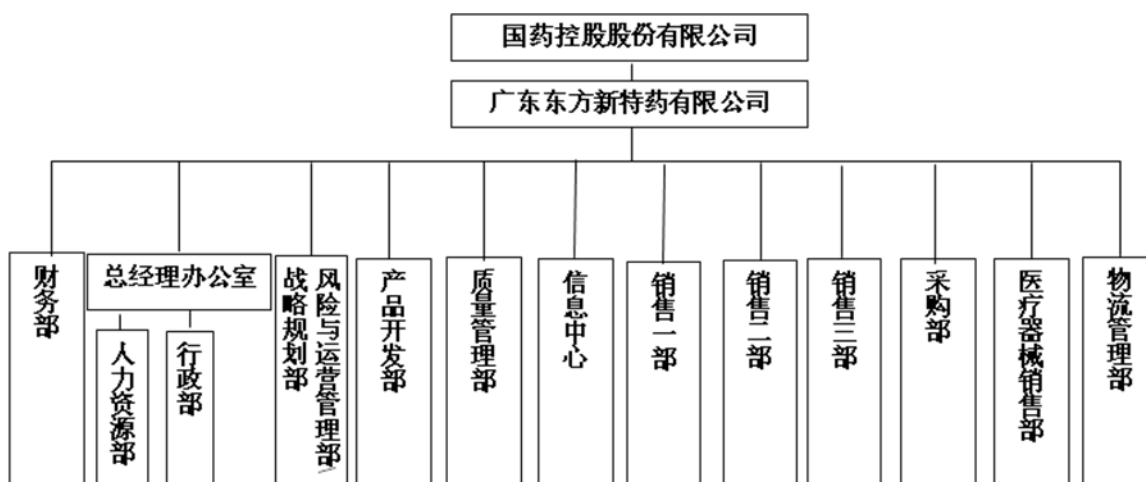 国药控股股份有限公司
广东东方新特药有限公司
财务部
总经理办公室
人力资源部
行政部
风险与运营管理部/
战略规划部
产品开发部
质量管理部
信息中心
销售一部
销售二部
销售三部
采购部
医疗器械销售部
物流管理部